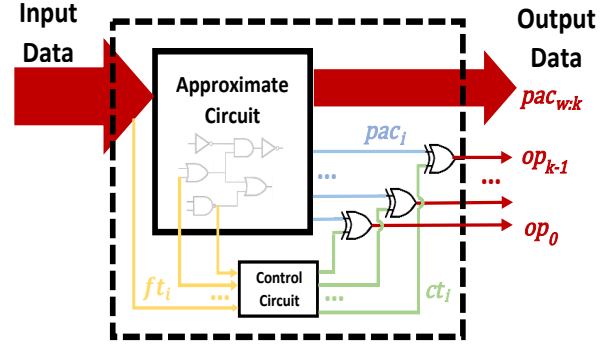 Input
Data
Output
Data
Approximate
Circuit
pac_{w:k}
pac_i
op_{k-1}
...
...
...
op_0
Control
Circuit
ft_i
...
...
ct_i